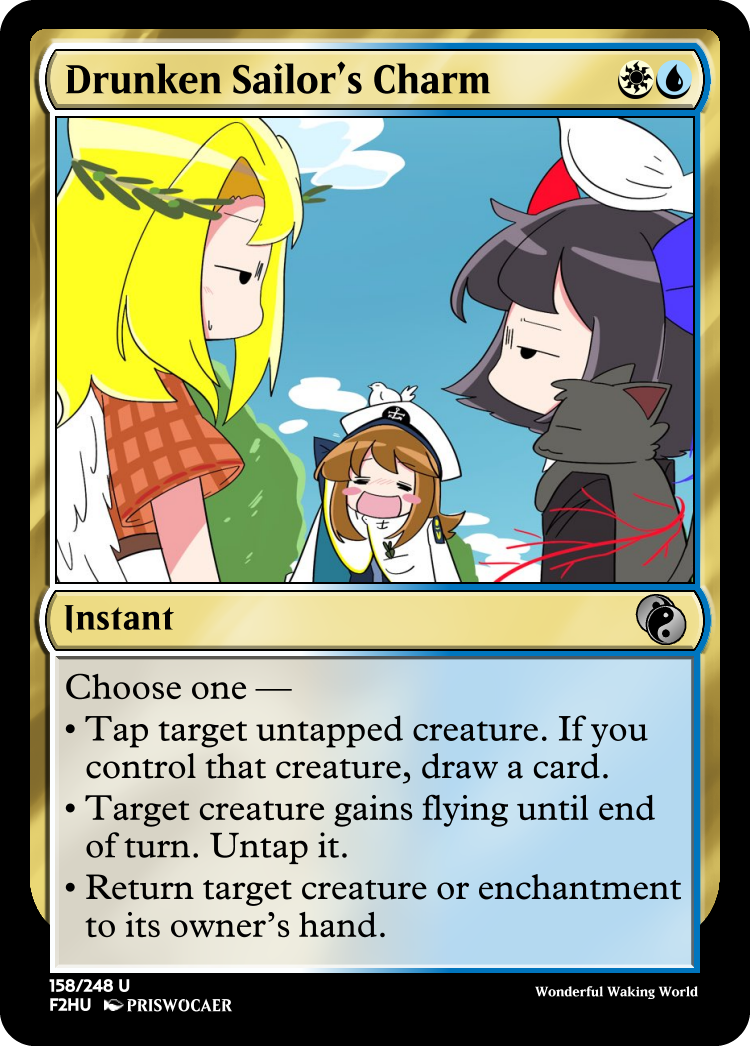 Drunken Sailor's Charm
Instant
Choose one —
• Tap target untapped creature. If you
control that creature, draw a card.
• Target creature gains flying until end
of turn. Untap it.
• Return target creature or enchantment
to its owner's hand.
158/248 U
F2HU PRISWOCAER
Wonderful Waking World